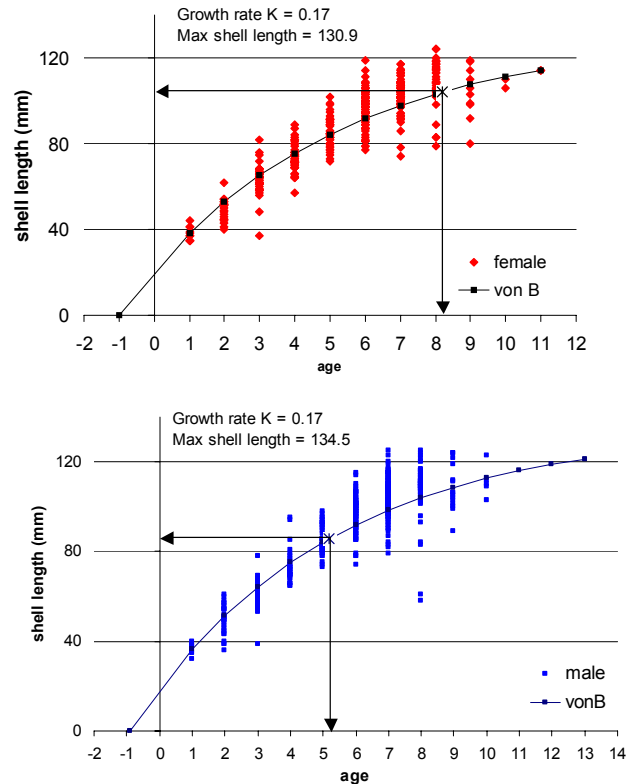 Growth rate K = 0.17
Max shell length = 130.9
120
80
40
0
shell length (mm)
female
von B
-2 -1 0 1 2 3 4 5 6 7 8 9 10 11 12
age
Growth rate K = 0.17
Max shell length = 134.5
120
80
40
0
shell length (mm)
male
vonB
-2 -1 0 1 2 3 4 5 6 7 8 9 10 11 12 13 14
age